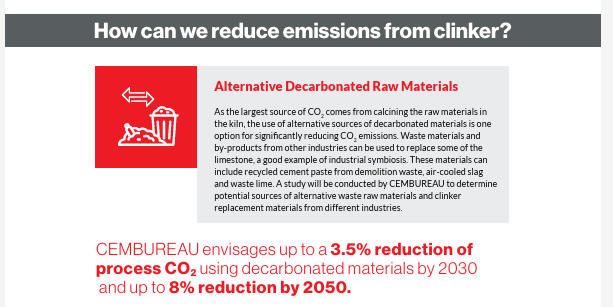 How can we reduce emissions from clinker?
Alternative Decarbonated Raw Materials
As the largest source of CO₂ comes from calcining the raw materials in
the kiln, the use of alternative sources of decarbonated materials is one
option for significantly reducing CO₂ emissions. Waste materials and
by-products from other industries can be used to replace some of the
limestone, a good example of industrial symbiosis. These materials can
include recycled cement paste from demolition waste, air-cooled slag
and waste lime. A study will be conducted by CEMBUREAU to determine
potential sources of alternative waste raw materials and clinker
replacement materials from different industries.
CEMBUREAU envisages up to a 3.5% reduction of
process CO₂ using decarbonated materials by 2030
and up to 8% reduction by 2050.